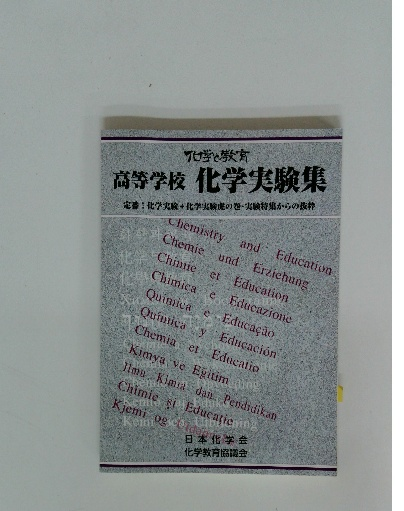 化学と教育
高等学校 化学実験集
定番!化学実験+化学実験虎の巻・実験特集からの抜粋
Chemistry and Education
Chemie und Erziehung
Chimie et Education
Chimica e Educazione
Química e Educação
Química y Educación
Chemia et Educatio
Kimya ve Eğitim
Ilmu Kimia dan Pendidikan
Chimie şi Educatie
Kjemi og
日本化学会
化学教育協議会